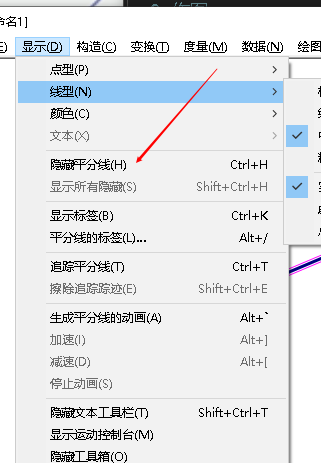 命名1]
显示(D) 构造(C) 变换(T) 度量(M) 数据(N) 绘图
点型(P)
线型(N)
颜色(C)
文本(X)
隐藏平分线(H) Ctrl+H
显示所有隐藏(S) Shift+Ctrl+H
显示标签(B) Ctrl+K
平分线的标签(L)... Alt+/
追踪平分线(T) Ctrl+T
擦除追踪踪迹(E) Shift+Ctrl+E
生成平分线的动画(A) Alt+`
加速(I) Alt+]
减速(D) Alt+[
停止动画(S)
隐藏文本工具栏(T) Shift+Ctrl+T
显示运动控制台(M)
隐藏工具箱(O)